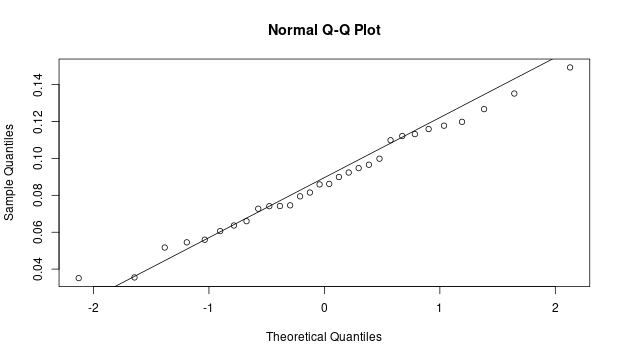 Normal Q-Q Plot
Sample Quantiles
0.14
0.12
0.10
0.08
0.06
0.04
-2 -1 0 1 2
Theoretical Quantiles